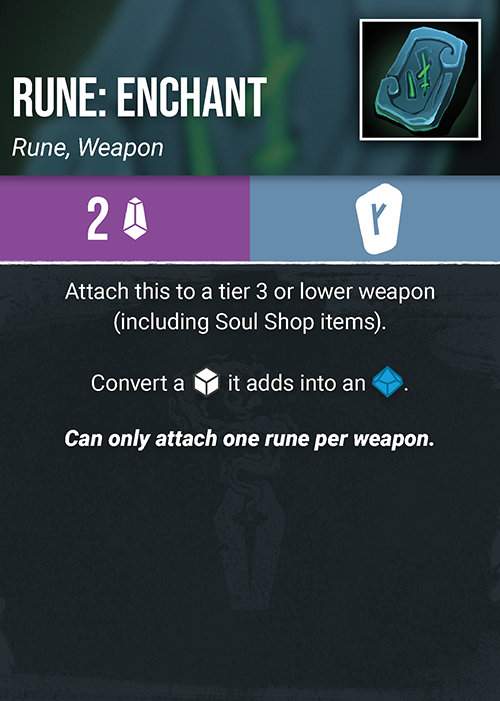 RUNE: ENCHANT
Rune, Weapon
2
Attach this to a tier 3 or lower weapon
(including Soul Shop items).
Convert a it adds into an .
Can only attach one rune per weapon.